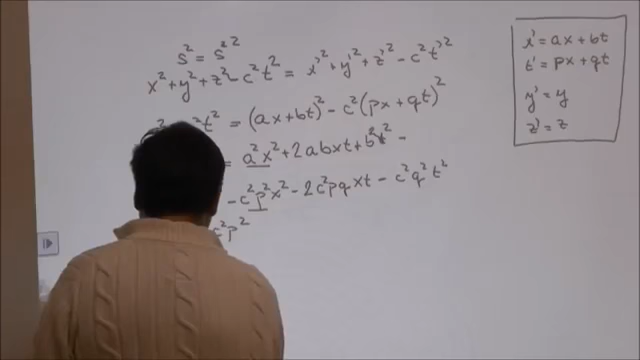 s² = s'²
x² + y² + z² - c²t² = x'² + y'² + z'² - c²t'²
t² = (ax + bt)² - c²(px + qt)²
= a²x² + 2abxt + b²t² -
- c²p²x² - 2c²pqxt - c²q²t²
c²p²
x' = ax + bt
t' = px + qt
y' = y
z' = z